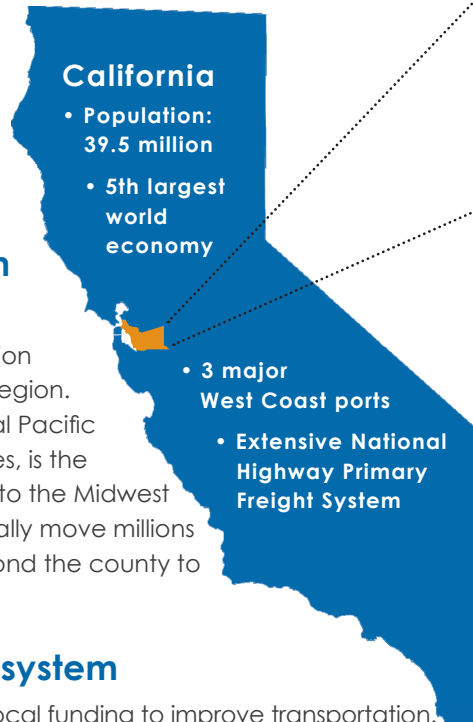 California
• Population:
39.5 million
• 5th largest
world
economy
• 3 major
West Coast ports
• Extensive National
Highway Primary
Freight System
n
ion
egion.
al Pacific
es, is the
to the Midwest
ally move millions
ond the county to
system
ocal funding to improve transportation.